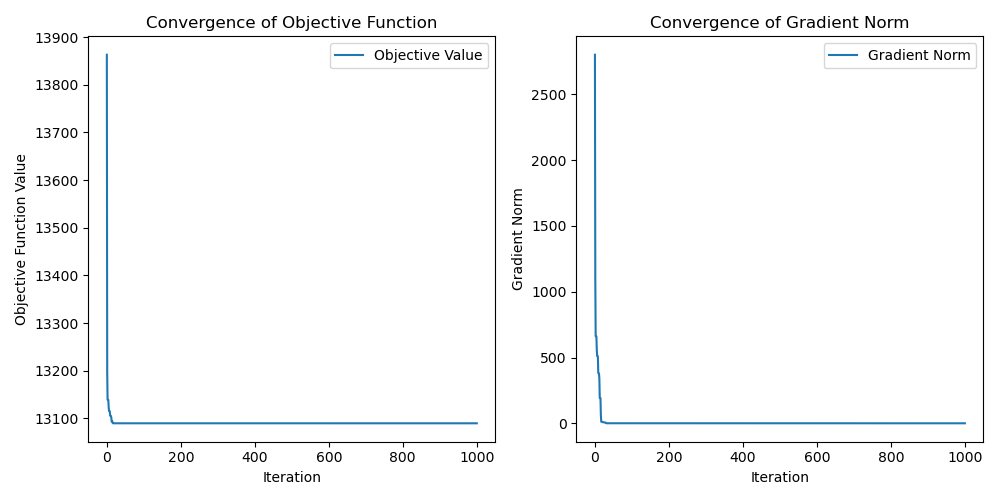 Convergence of Objective Function
Objective Value
13900
13800
13700
13600
13500
13400
13300
13200
13100
Objective Function Value
0 200 400 600 800 1000
Iteration
Convergence of Gradient Norm
Gradient Norm
2500
2000
1500
1000
500
0
Gradient Norm
0 200 400 600 800 1000
Iteration